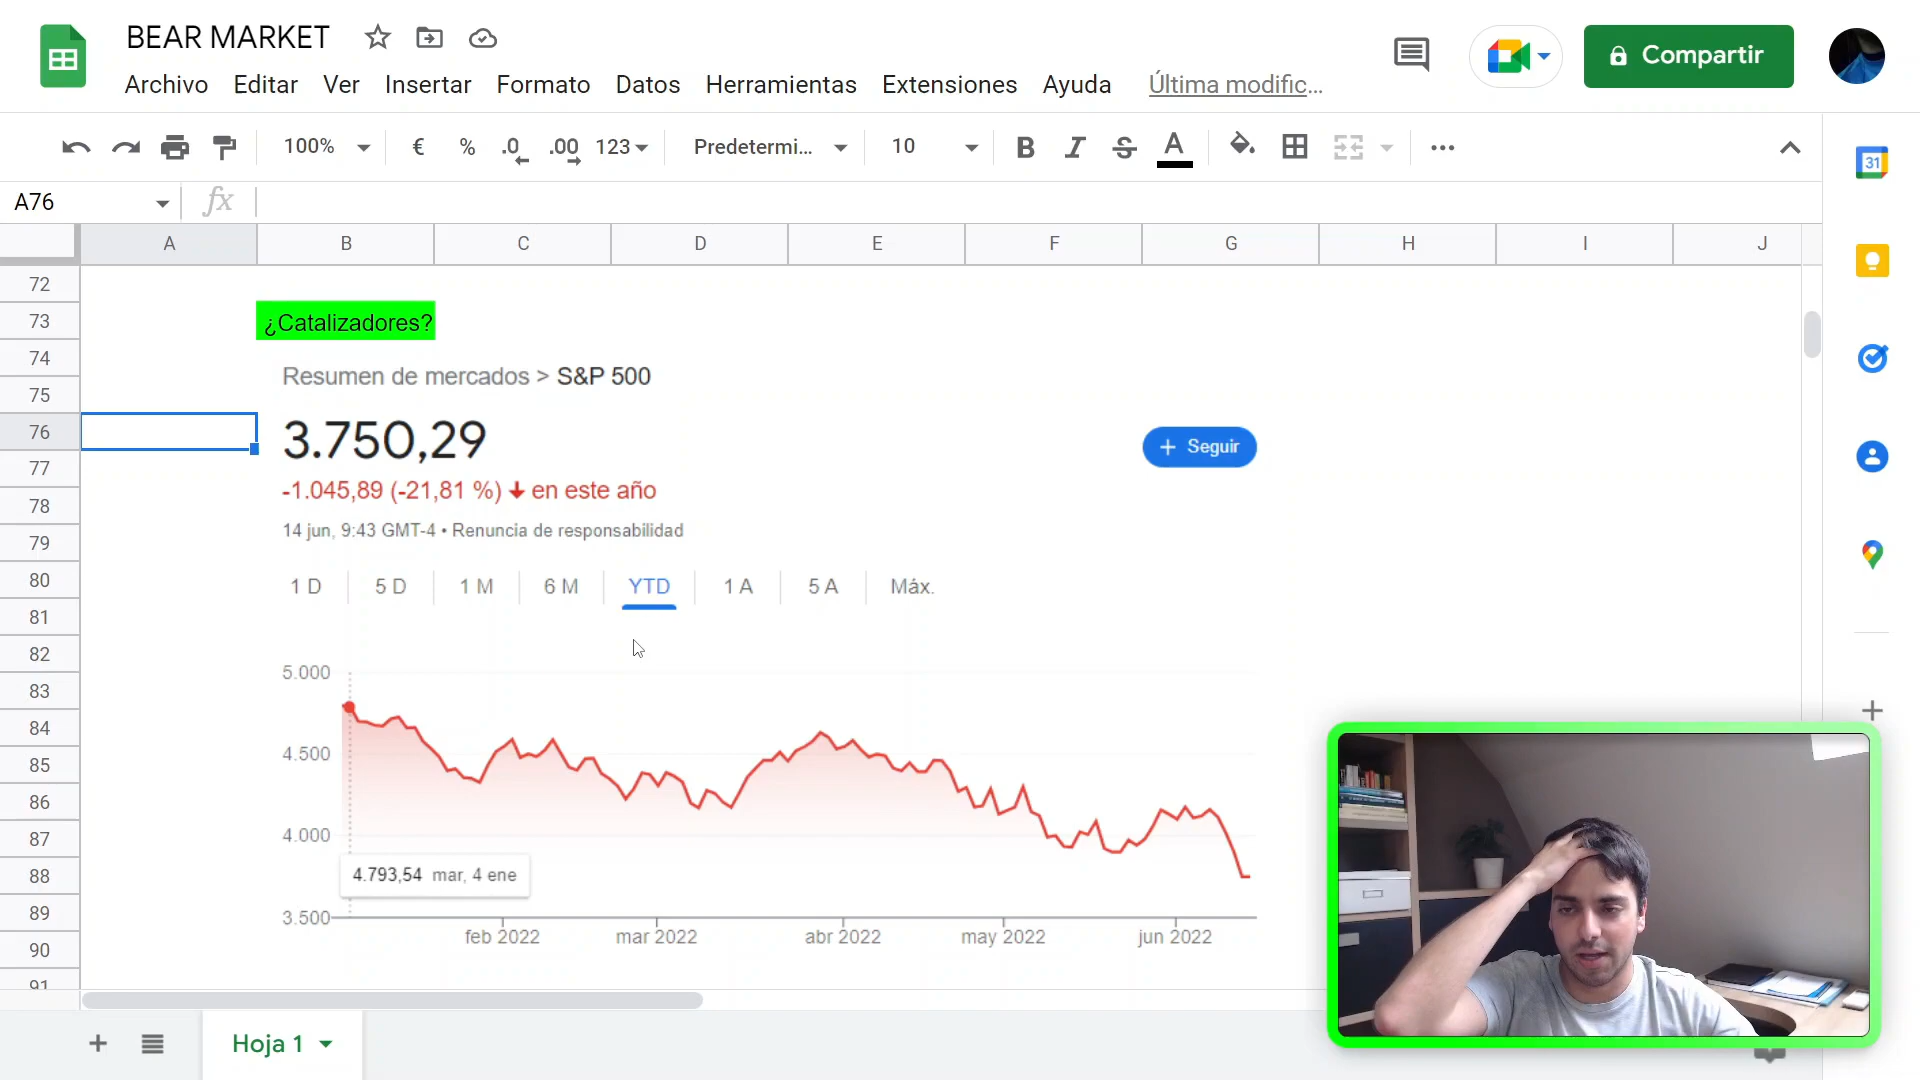 BEAR MARKET
Archivo Editar Ver Insertar Formato Datos Herramientas Extensiones Ayuda Última modific...
Compartir
100% € % .0 .00 123 Predetermi... 10 B I S A
31
A76 fx
A B C D E F G H I J
72
73 ¿Catalizadores?
74
Resumen de mercados > S&P 500
75
76 3.750,29 + Seguir
77
-1.045,89 (-21,81 %) en este año
78
14 jun, 9:43 GMT-4 • Renuncia de responsabilidad
79
80 1 D 5 D 1 M 6 M YTD 1 A 5 A Máx.
81
82
5.000
83
84
4.500
85
86
4.000
87
88 4.793,54 mar, 4 ene
89
3.500
90 feb 2022 mar 2022 abr 2022 may 2022 jun 2022
91
Hoja 1